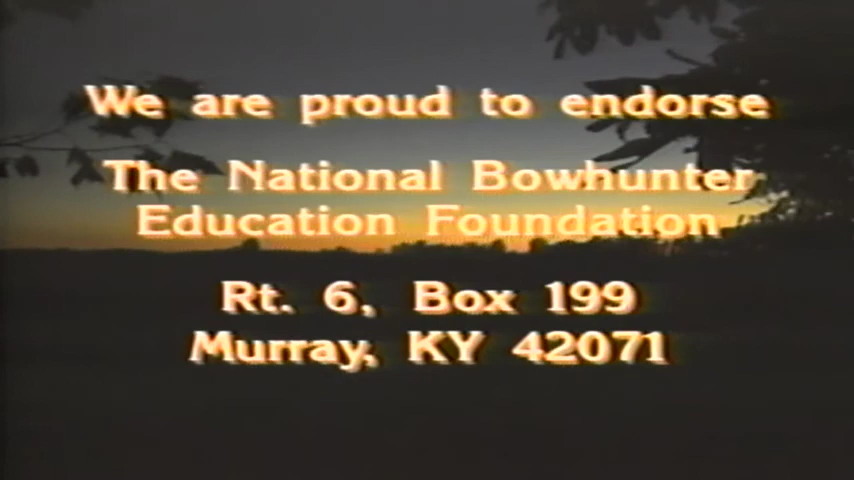 We are proud to endorse
The National Bowhunter
Education Foundation
Rt. 6, Box 199
Murray, KY 42071